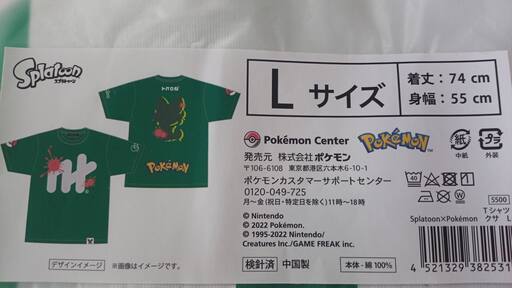 Splatoon
スプラトゥーン
POKÉMON
デザインイメージ
※画像はイメージです。
L サイズ
着丈：74 cm
身幅：55 cm
Pokémon Center
POKÉMON
紙
中紙
プラ
外装
発売元 株式会社ポケモン
〒106-6108 東京都港区六本木6-10-1
ポケモンカスタマーサポートセンター
0120-049-725
月～金(祝日・特定日を除く)11時～18時
© Nintendo
© 2022 Pokémon.
© 1995-2022 Nintendo/
Creatures Inc./GAME FREAK inc.
検針済 中国製
本体・綿 100%
S500
Tシャツ
Splatoon×Pokémon クサ L
4 521329 382531